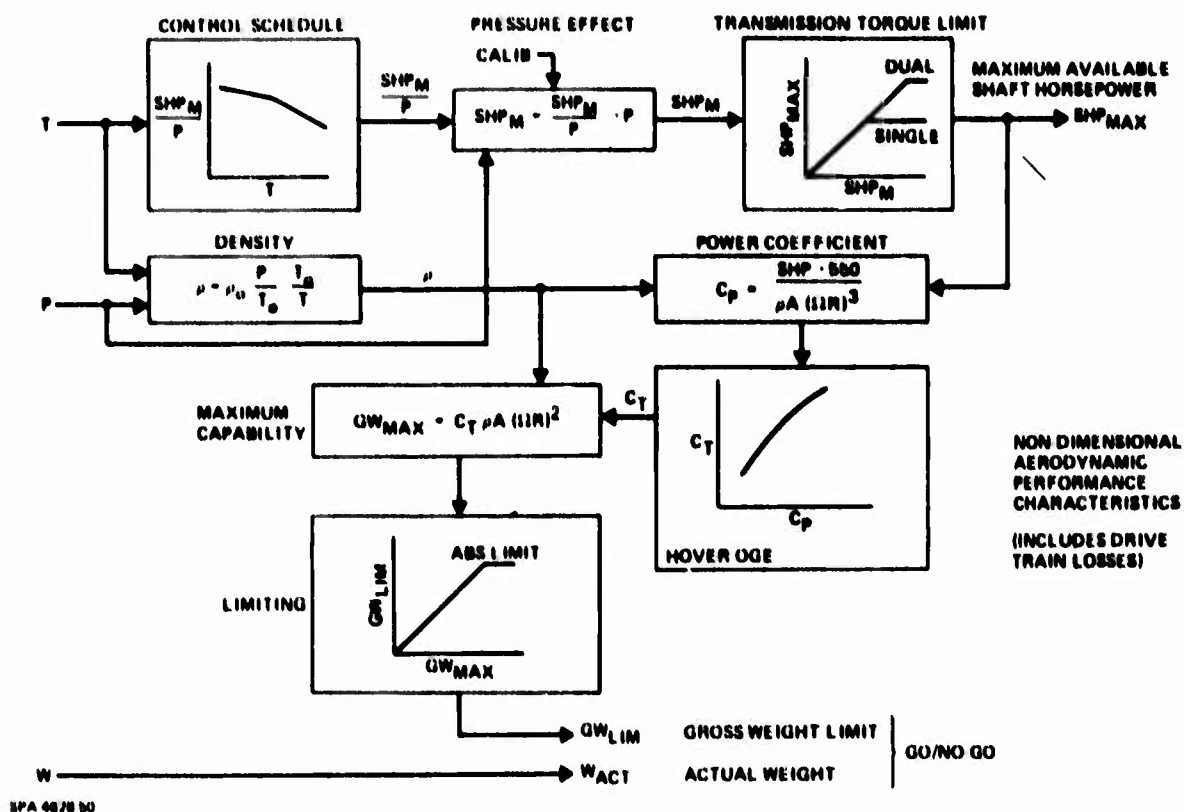 CONTROL SCHEDULE
PRESSURE EFFECT
TRANSMISSION TORQUE LIMIT
CALIB
DUAL
SINGLE
MAXIMUM AVAILABLE
SHAFT HORSEPOWER
SHP_MAX
T
SHP_M / P
T
SHP_M / P
SHP_M = SHP_M / P · P
SHP_M
SHP_MAX
SHP_M
DENSITY
POWER COEFFICIENT
P
ρ = ρ_o P / T_o T_o / T
ρ
C_P = SHP · 550 / ρA (ΩR)^3
MAXIMUM
CAPABILITY
GW_MAX = C_T ρA (ΩR)^2
C_T
C_T
C_P
HOVER OGE
NON DIMENSIONAL
AERODYNAMIC
PERFORMANCE
CHARACTERISTICS
(INCLUDES DRIVE
TRAIN LOSSES)
LIMITING
ABS LIMIT
GW_LIM
GW_MAX
GW_LIM GROSS WEIGHT LIMIT
GO/NO GO
W
W_ACT ACTUAL WEIGHT